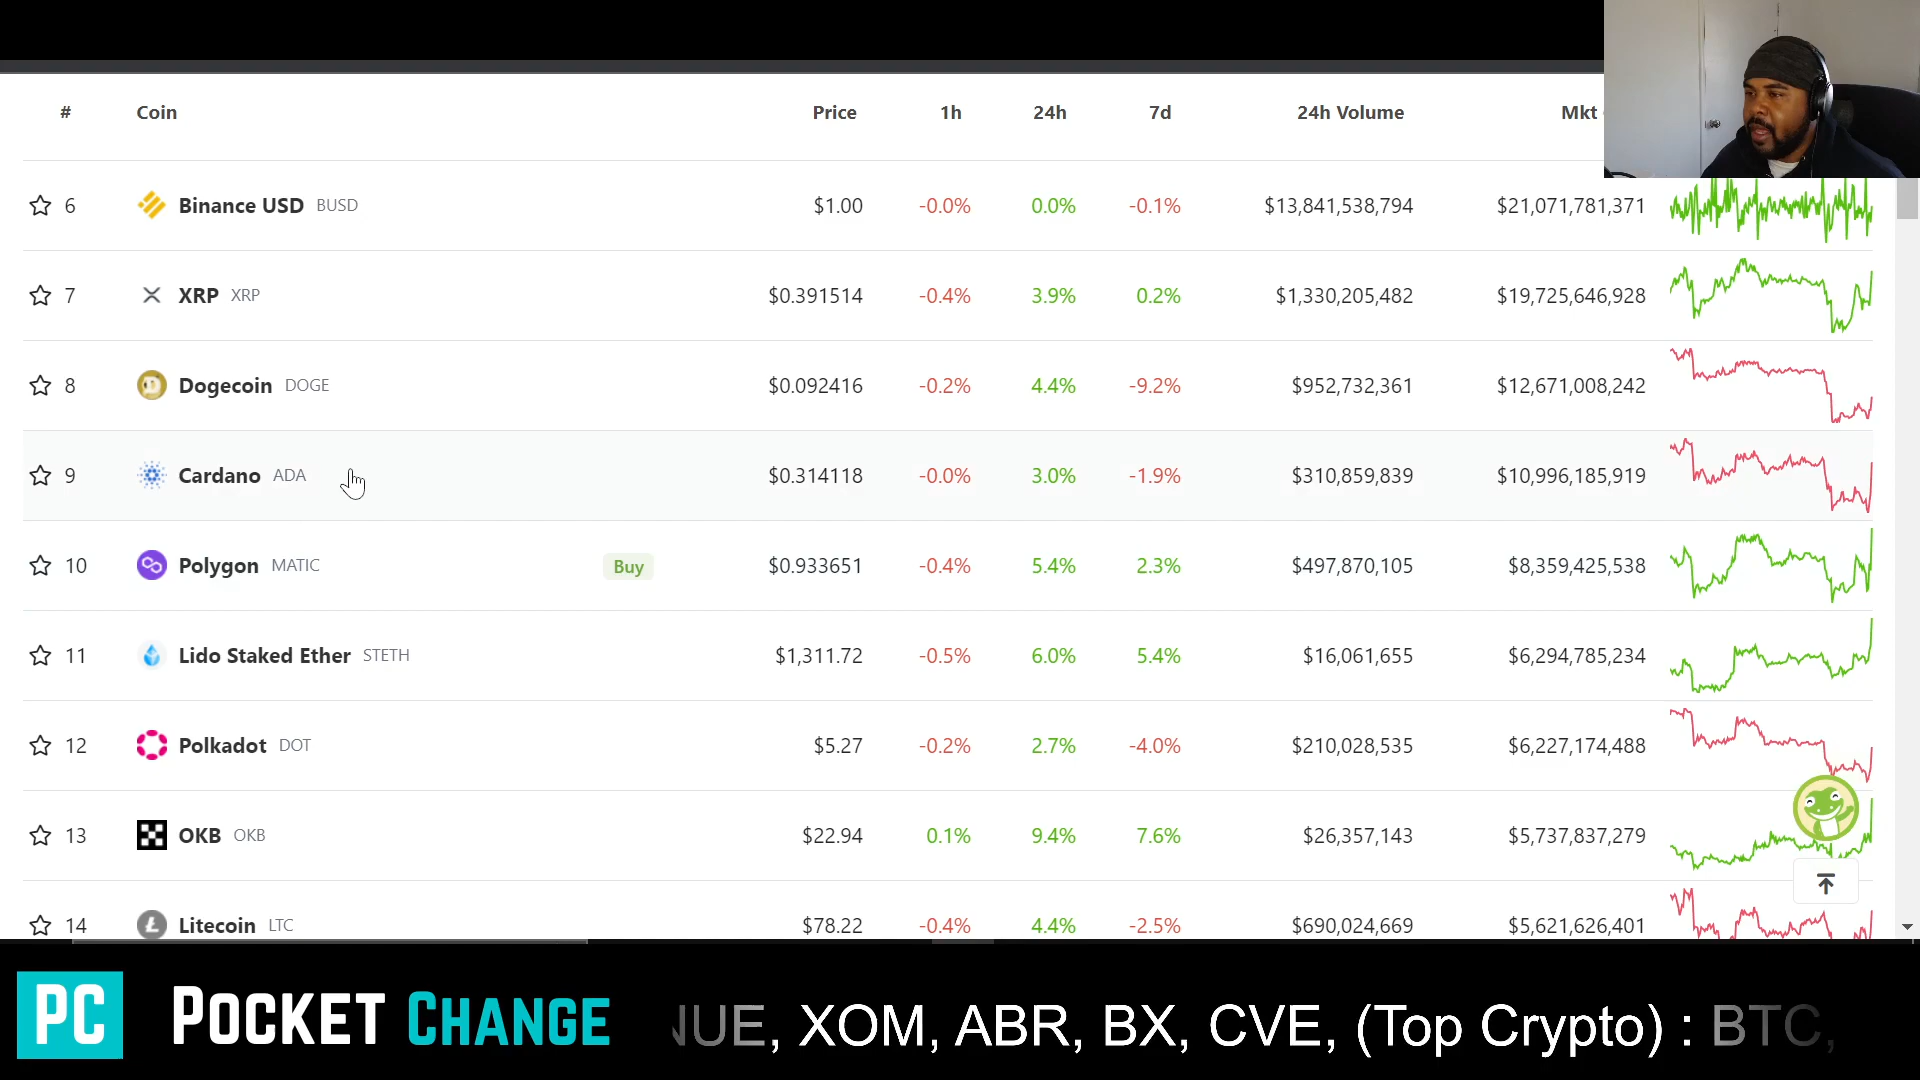 # Coin Price 1h 24h 7d 24h Volume Mkt
6 Binance USD BUSD $1.00 -0.0% 0.0% -0.1% $13,841,538,794 $21,071,781,371
7 XRP XRP $0.391514 -0.4% 3.9% 0.2% $1,330,205,482 $19,725,646,928
8 Dogecoin DOGE $0.092416 -0.2% 4.4% -9.2% $952,732,361 $12,671,008,242
9 Cardano ADA $0.314118 -0.0% 3.0% -1.9% $310,859,839 $10,996,185,919
10 Polygon MATIC Buy $0.933651 -0.4% 5.4% 2.3% $497,870,105 $8,359,425,538
11 Lido Staked Ether STETH $1,311.72 -0.5% 6.0% 5.4% $16,061,655 $6,294,785,234
12 Polkadot DOT $5.27 -0.2% 2.7% -4.0% $210,028,535 $6,227,174,488
13 OKB OKB $22.94 0.1% 9.4% 7.6% $26,357,143 $5,737,837,279
14 Litecoin LTC $78.22 -0.4% 4.4% -2.5% $690,024,669 $5,621,626,401
PC POCKET CHANGE NUE, XOM, ABR, BX, CVE, (Top Crypto) : BTC,